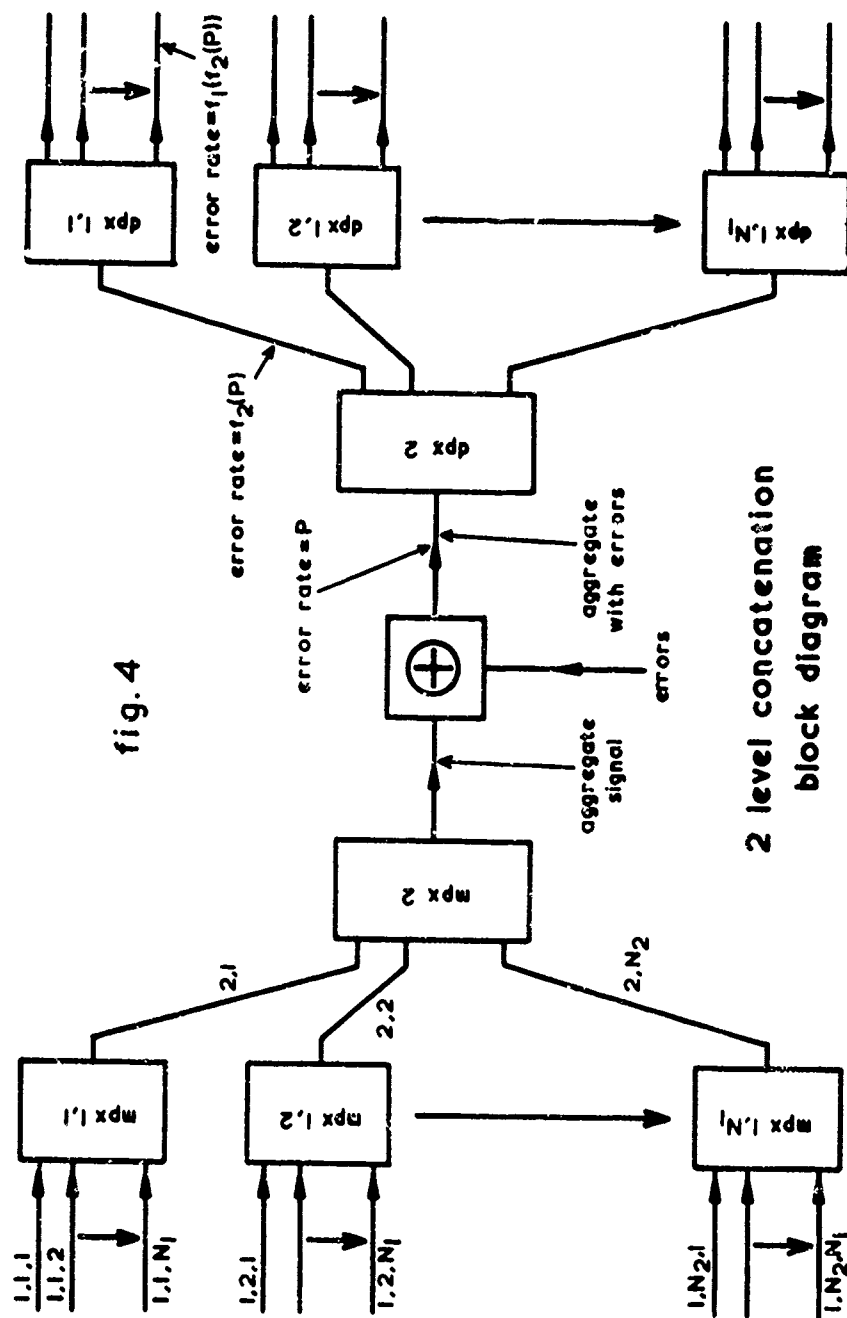 fig. 4
1,1,1
1,1,2
1,1,N₁
mpx 1,1
2,1
1,2,1
1,2,N₁
mpx 1,2
2,2
1,N₂,1
1,N₂,N₁
mpx 1,N₁
2,N₂
mpx 2
aggregate
signal
errors
error rate=P
aggregate
with errors
dpx 2
error rate=f₂(P)
dpx 1,1
error rate=f₁(f₂(P))
dpx 1,2
dpx 1,N₁
2 level concatenation
block diagram